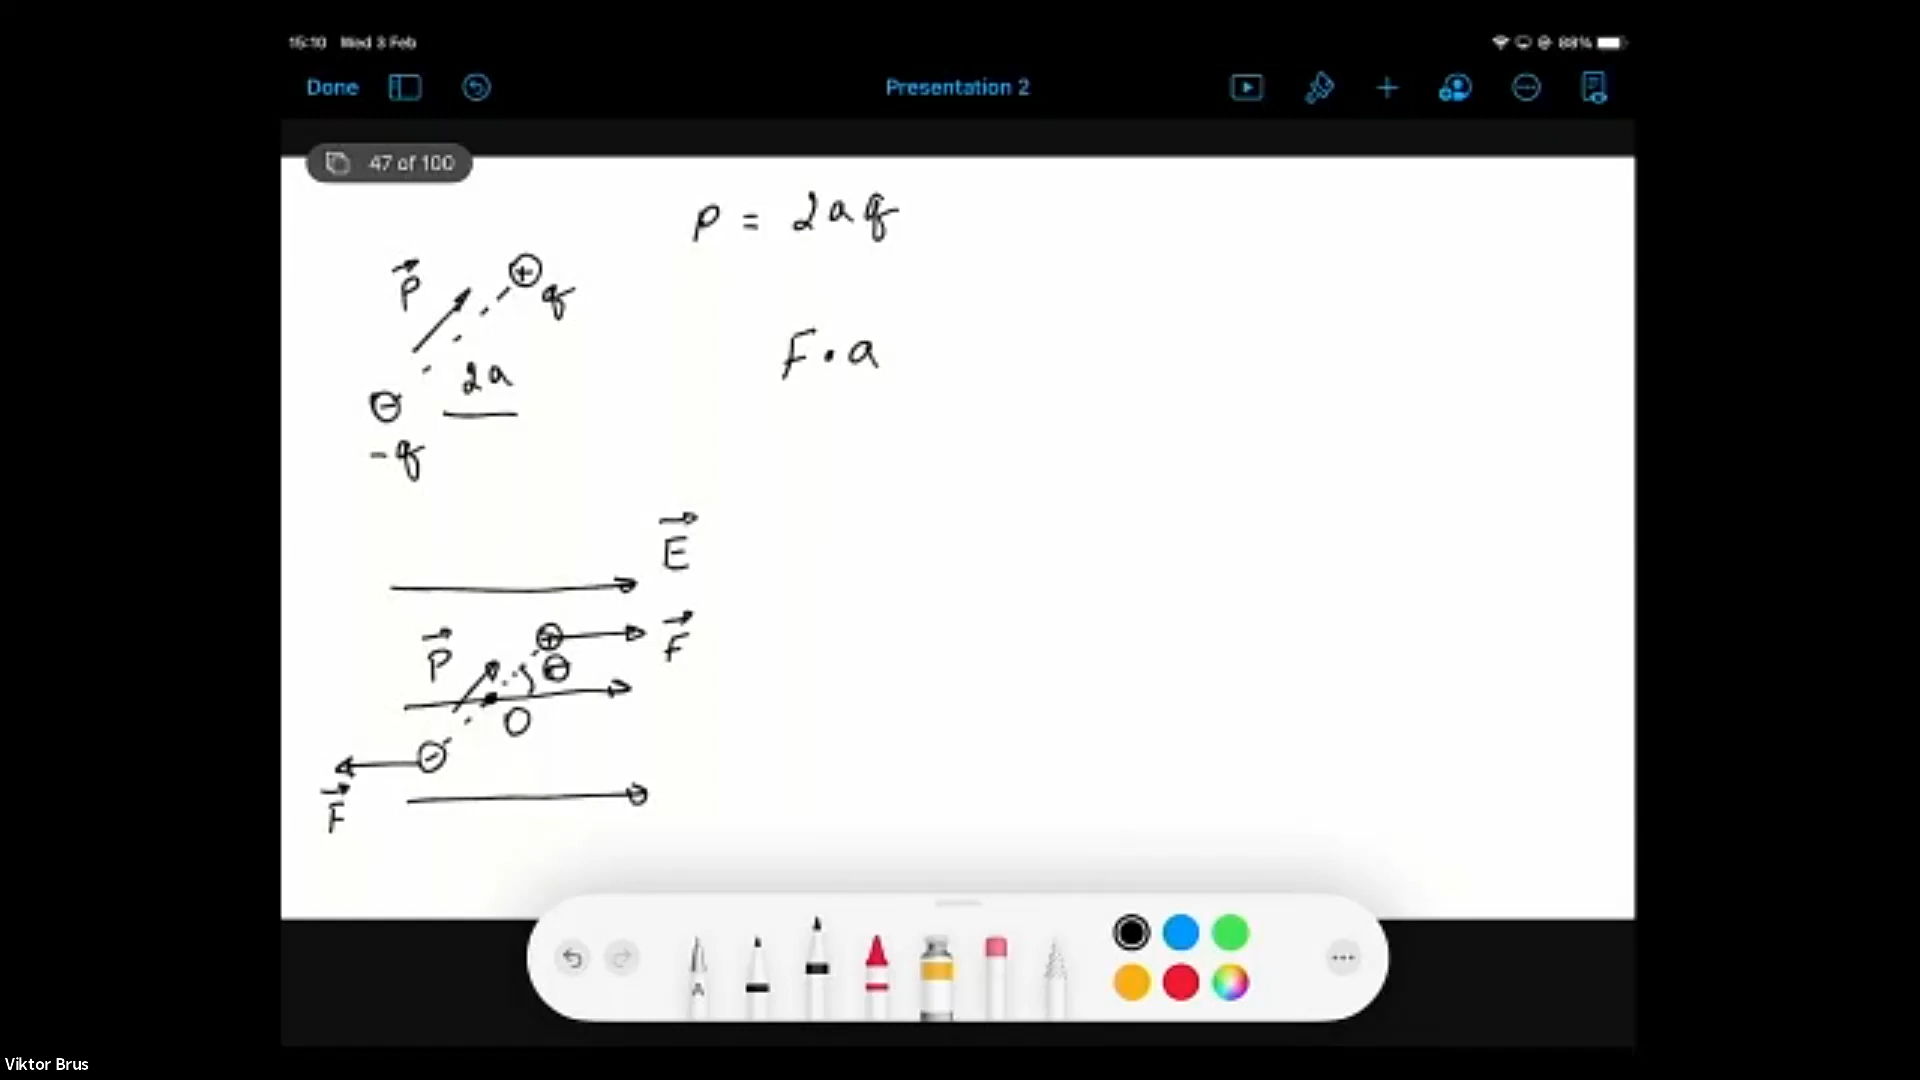 15:10 Wed 3 Feb
88%
Done
Presentation 2
47 of 100
P = 2aq
P
+
q
2a
-
-q
F·a
E
P
+
F
θ
O
-
F
A
Viktor Brus